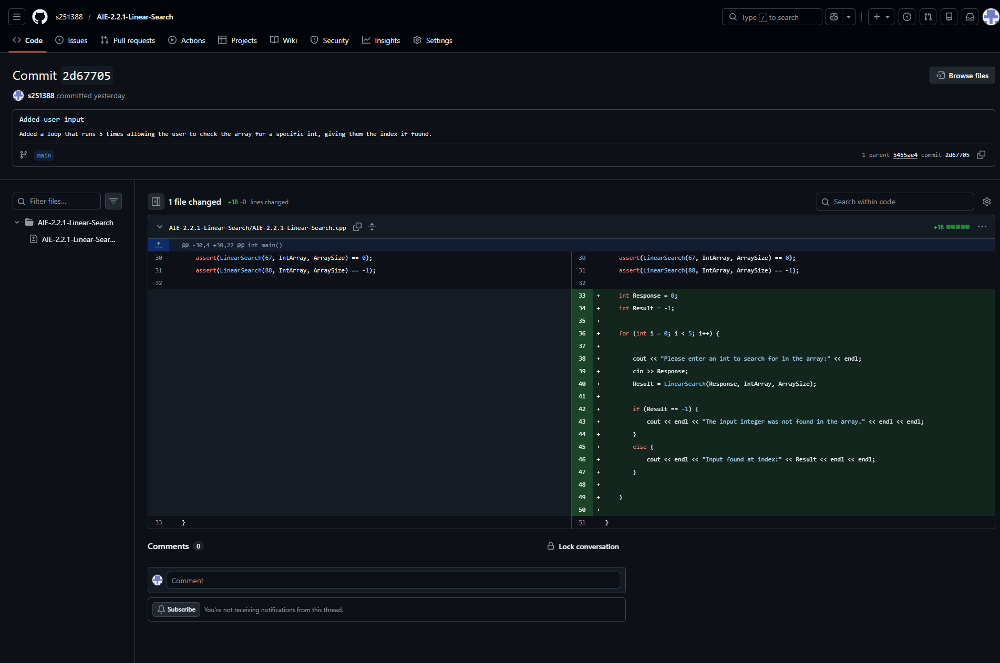 s251388 / AIE-2.2.1-Linear-Search
Type / to search
Code Issues Pull requests Actions Projects Wiki Security Insights Settings
Commit 2d67705
Browse files
s251388 committed yesterday
Added user input
Added a loop that runs 5 times allowing the user to check the array for a specific int, giving them the index if found.
main
1 parent 5455ae4 commit 2d67705
Filter files...
AIE-2.2.1-Linear-Search
AIE-2.2.1-Linear-Sear...
1 file changed +18 -0 lines changed
Search within code
AIE-2.2.1-Linear-Search/AIE-2.2.1-Linear-Search.cpp
+18
@@ -30,4 +30,22 @@ int main()
30 assert(LinearSearch(67, IntArray, ArraySize) == 0); 30 assert(LinearSearch(67, IntArray, ArraySize) == 0);
31 assert(LinearSearch(88, IntArray, ArraySize) == -1); 31 assert(LinearSearch(88, IntArray, ArraySize) == -1);
32 32
33 + int Response = 0;
34 + int Result = -1;
35 +
36 + for (int i = 0; i < 5; i++) {
37 +
38 + cout << "Please enter an int to search for in the array:" << endl;
39 + cin >> Response;
40 + Result = LinearSearch(Response, IntArray, ArraySize);
41 +
42 + if (Result == -1) {
43 + cout << endl << "The input integer was not found in the array." << endl << endl;
44 + }
45 + else {
46 + cout << endl << "Input found at index:" << Result << endl << endl;
47 + }
48 +
49 + }
50 +
33 } 51 }
Comments 0
Lock conversation
Comment
Subscribe You're not receiving notifications from this thread.